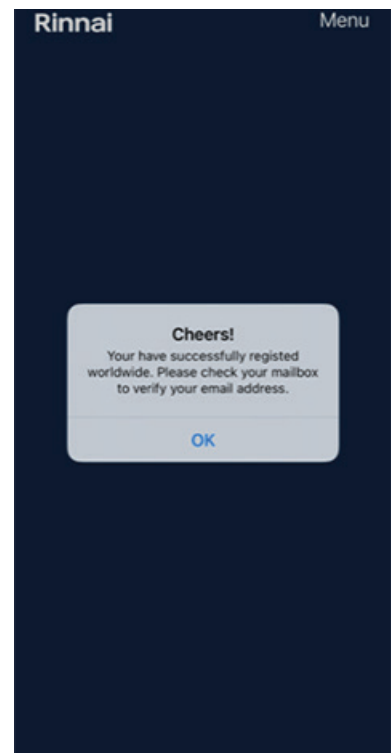 Rinnai
Menu
Cheers!
Your have successfully registed
worldwide. Please check your mailbox
to verify your email address.
OK